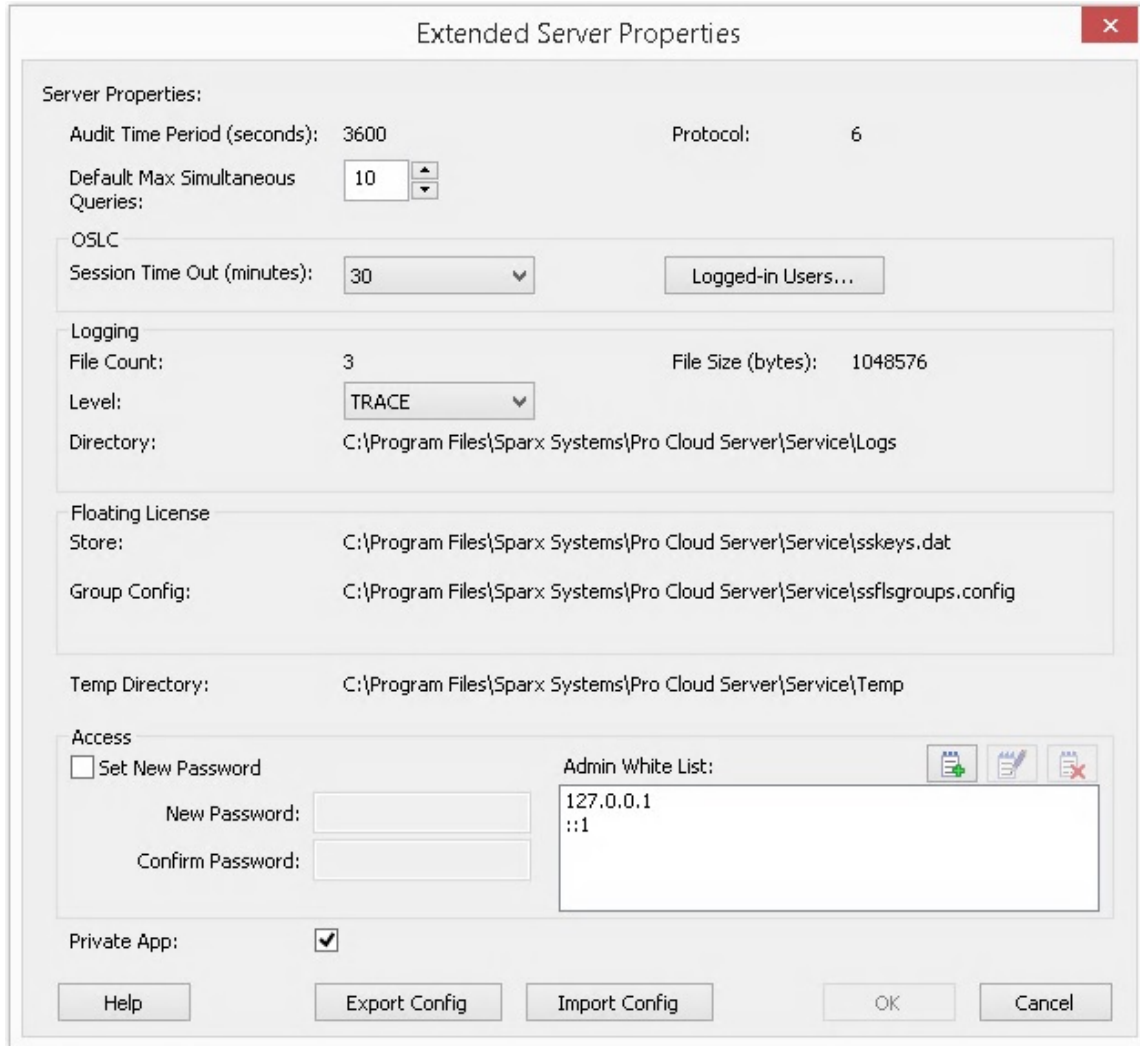 Extended Server Properties
Server Properties:
Audit Time Period (seconds): 3600 Protocol: 6
Default Max Simultaneous
Queries:
10
OSLC
Session Time Out (minutes): 30 Logged-in Users...
Logging
File Count: 3 File Size (bytes): 1048576
Level: TRACE
Directory: C:\Program Files\Sparx Systems\Pro Cloud Server\Service\Logs
Floating License
Store: C:\Program Files\Sparx Systems\Pro Cloud Server\Service\sskeys.dat
Group Config: C:\Program Files\Sparx Systems\Pro Cloud Server\Service\ssflsgroups.config
Temp Directory: C:\Program Files\Sparx Systems\Pro Cloud Server\Service\Temp
Access
Set New Password
New Password:
Confirm Password:
Admin White List:
127.0.0.1
::1
Private App:
Help Export Config Import Config OK Cancel